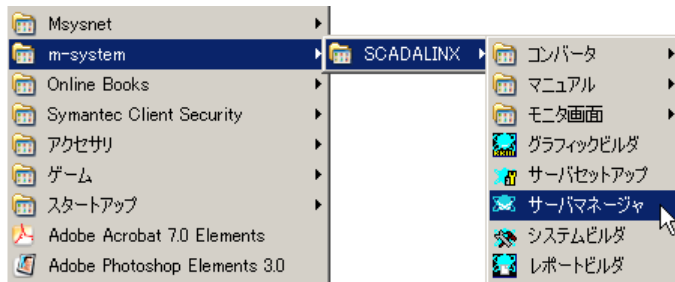 Msysnet
m-system
Online Books
Symantec Client Security
アクセサリ
ゲーム
スタートアップ
Adobe Acrobat 7.0 Elements
Adobe Photoshop Elements 3.0
SCADALINX
コンバータ
マニュアル
モニタ画面
グラフィックビルダ
サーバセットアップ
サーバマネージャ
システムビルダ
レポートビルダ